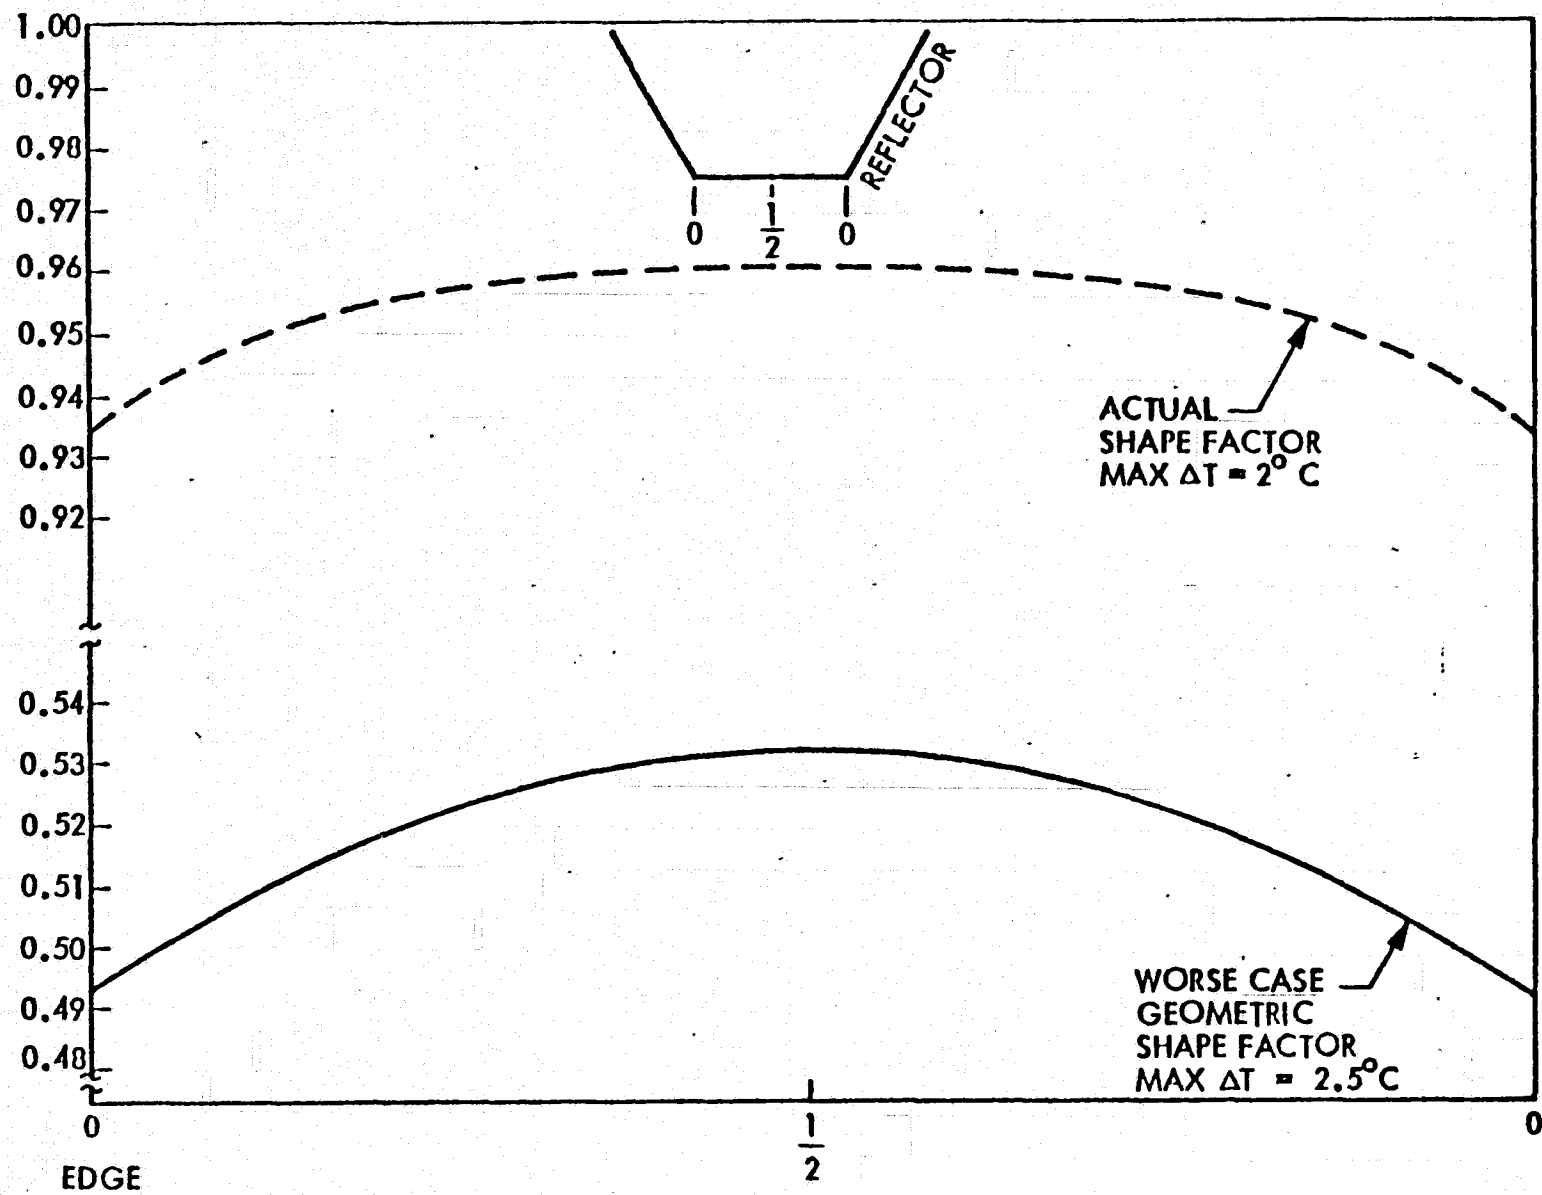 1.00
0.99
0.98
0.97
0.96
0.95
0.94
0.93
0.92
0.54
0.53
0.52
0.51
0.50
0.49
0.48
REFLECTOR
0 1/2 0
ACTUAL
SHAPE FACTOR
MAX ΔT = 2° C
WORSE CASE
GEOMETRIC
SHAPE FACTOR
MAX ΔT = 2.5°C
0 1/2 0
EDGE